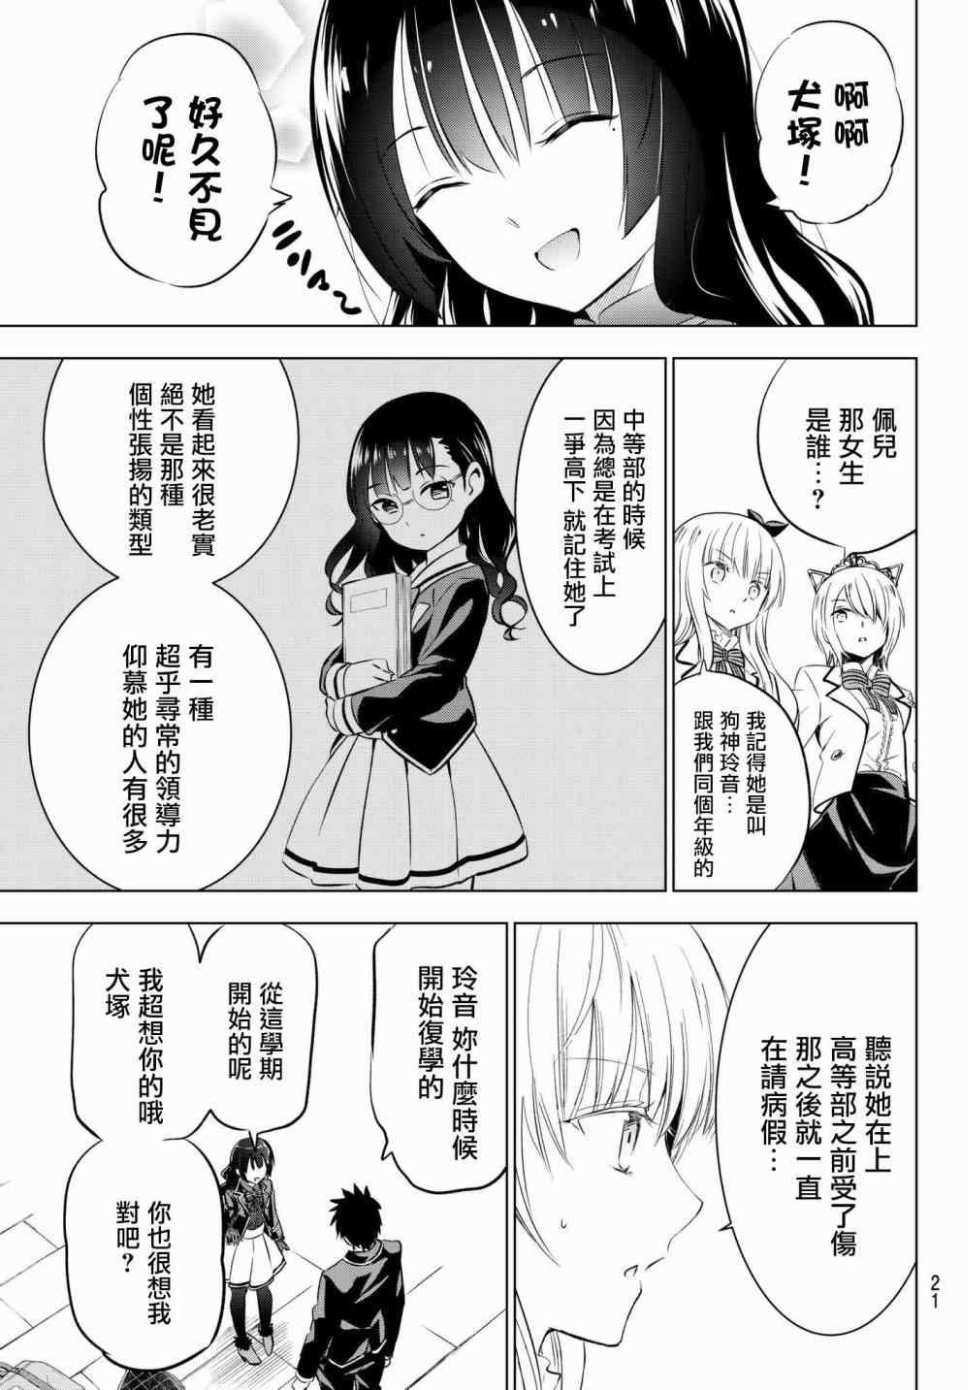 啊啊
犬塚！
好久不見
了呢！
佩兒
那女生
是誰…？
我記得她是叫
狗神玲音…
跟我們同個年級的
中等部的時候
因為總是在考試上
一爭高下 就記住她了
她看起來很老實
絕不是那種
個性張揚的類型
有一種
超乎尋常的領導力
仰慕她的人有很多
聽說她在上
高等部之前受了傷
那之後就一直
在請病假…
玲音 妳什麼時候
開始復學的
從這學期
開始的呢
我超想你的哦
犬塚
你也很想我
對吧？
21